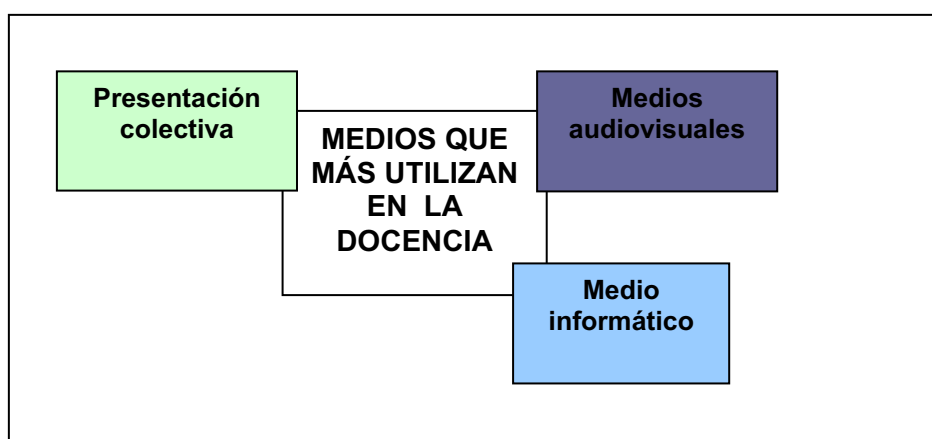 Presentación
colectiva
MEDIOS QUE
MÁS UTILIZAN
EN LA
DOCENCIA
Medios
audiovisuales
Medio
informático